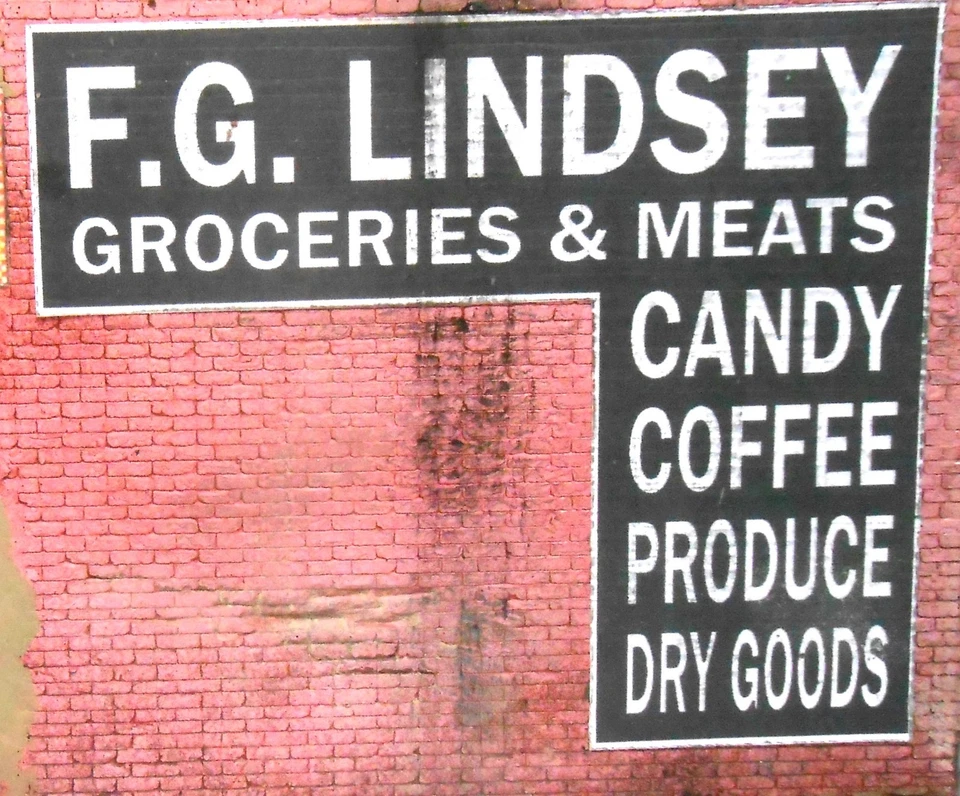 F.G. LINDSEY
GROCERIES & MEATS
CANDY
COFFEE
PRODUCE
DRY GOODS